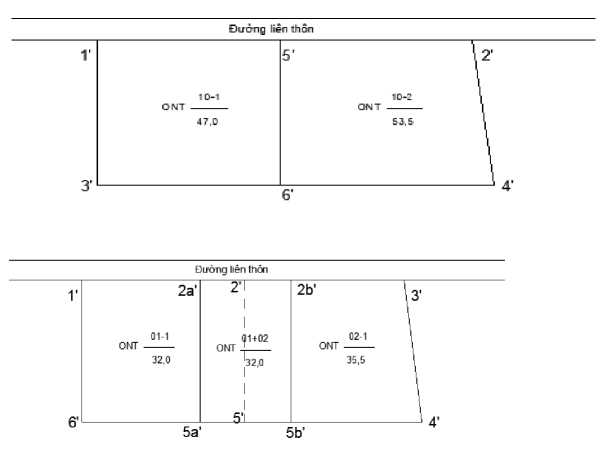 Đường liên thôn
1' 5' 2'
ONT 10-1 47,0 ONT 10-2 53,5
3' 6' 4'
Đường liên thôn
1' 2a' 2' 2b' 3'
ONT 01-1 32,0 ONT 01+02 32,0 ONT 02-1 35,5
6' 5a' 5' 5b' 4'